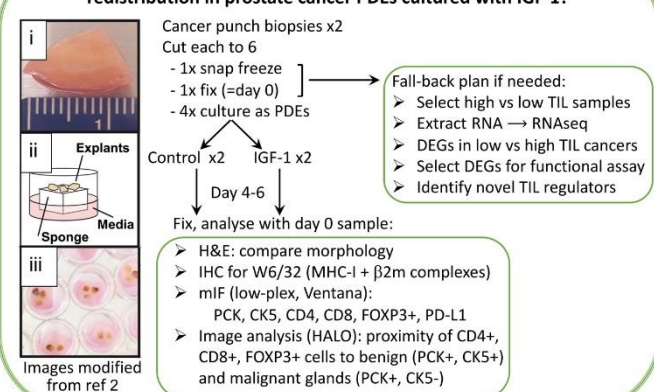 redistribution in prostate cancer PDEs cultured with IGF-1?
i
1
ii
Explants
Media
Sponge
iii
Images modified
from ref 2
Cancer punch biopsies x2
Cut each to 6
- 1x snap freeze
- 1x fix (=day 0)
- 4x culture as PDEs
Control x2 IGF-1 x2
Day 4-6
Fix, analyse with day 0 sample:
➢ H&E: compare morphology
➢ IHC for W6/32 (MHC-I + β2m complexes)
➢ mIF (low-plex, Ventana):
PCK, CK5, CD4, CD8, FOXP3+, PD-L1
➢ Image analysis (HALO): proximity of CD4+,
CD8+, FOXP3+ cells to benign (PCK+, CK5+)
and malignant glands (PCK+, CK5-)
Fall-back plan if needed:
➢ Select high vs low TIL samples
➢ Extract RNA → RNAseq
➢ DEGs in low vs high TIL cancers
➢ Select DEGs for functional assay
➢ Identify novel TIL regulators